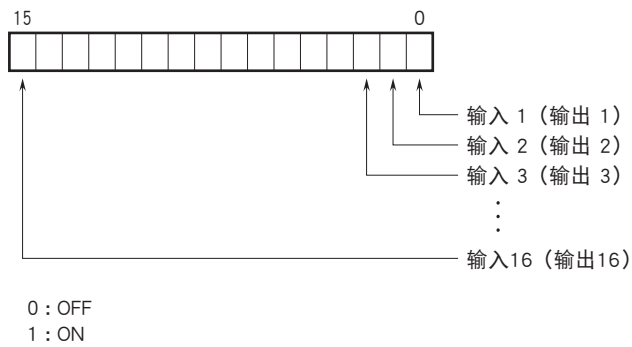 15 0
输入 1（输出 1）
输入 2（输出 2）
输入 3（输出 3）
⋮
输入16（输出16）
0：OFF
1：ON